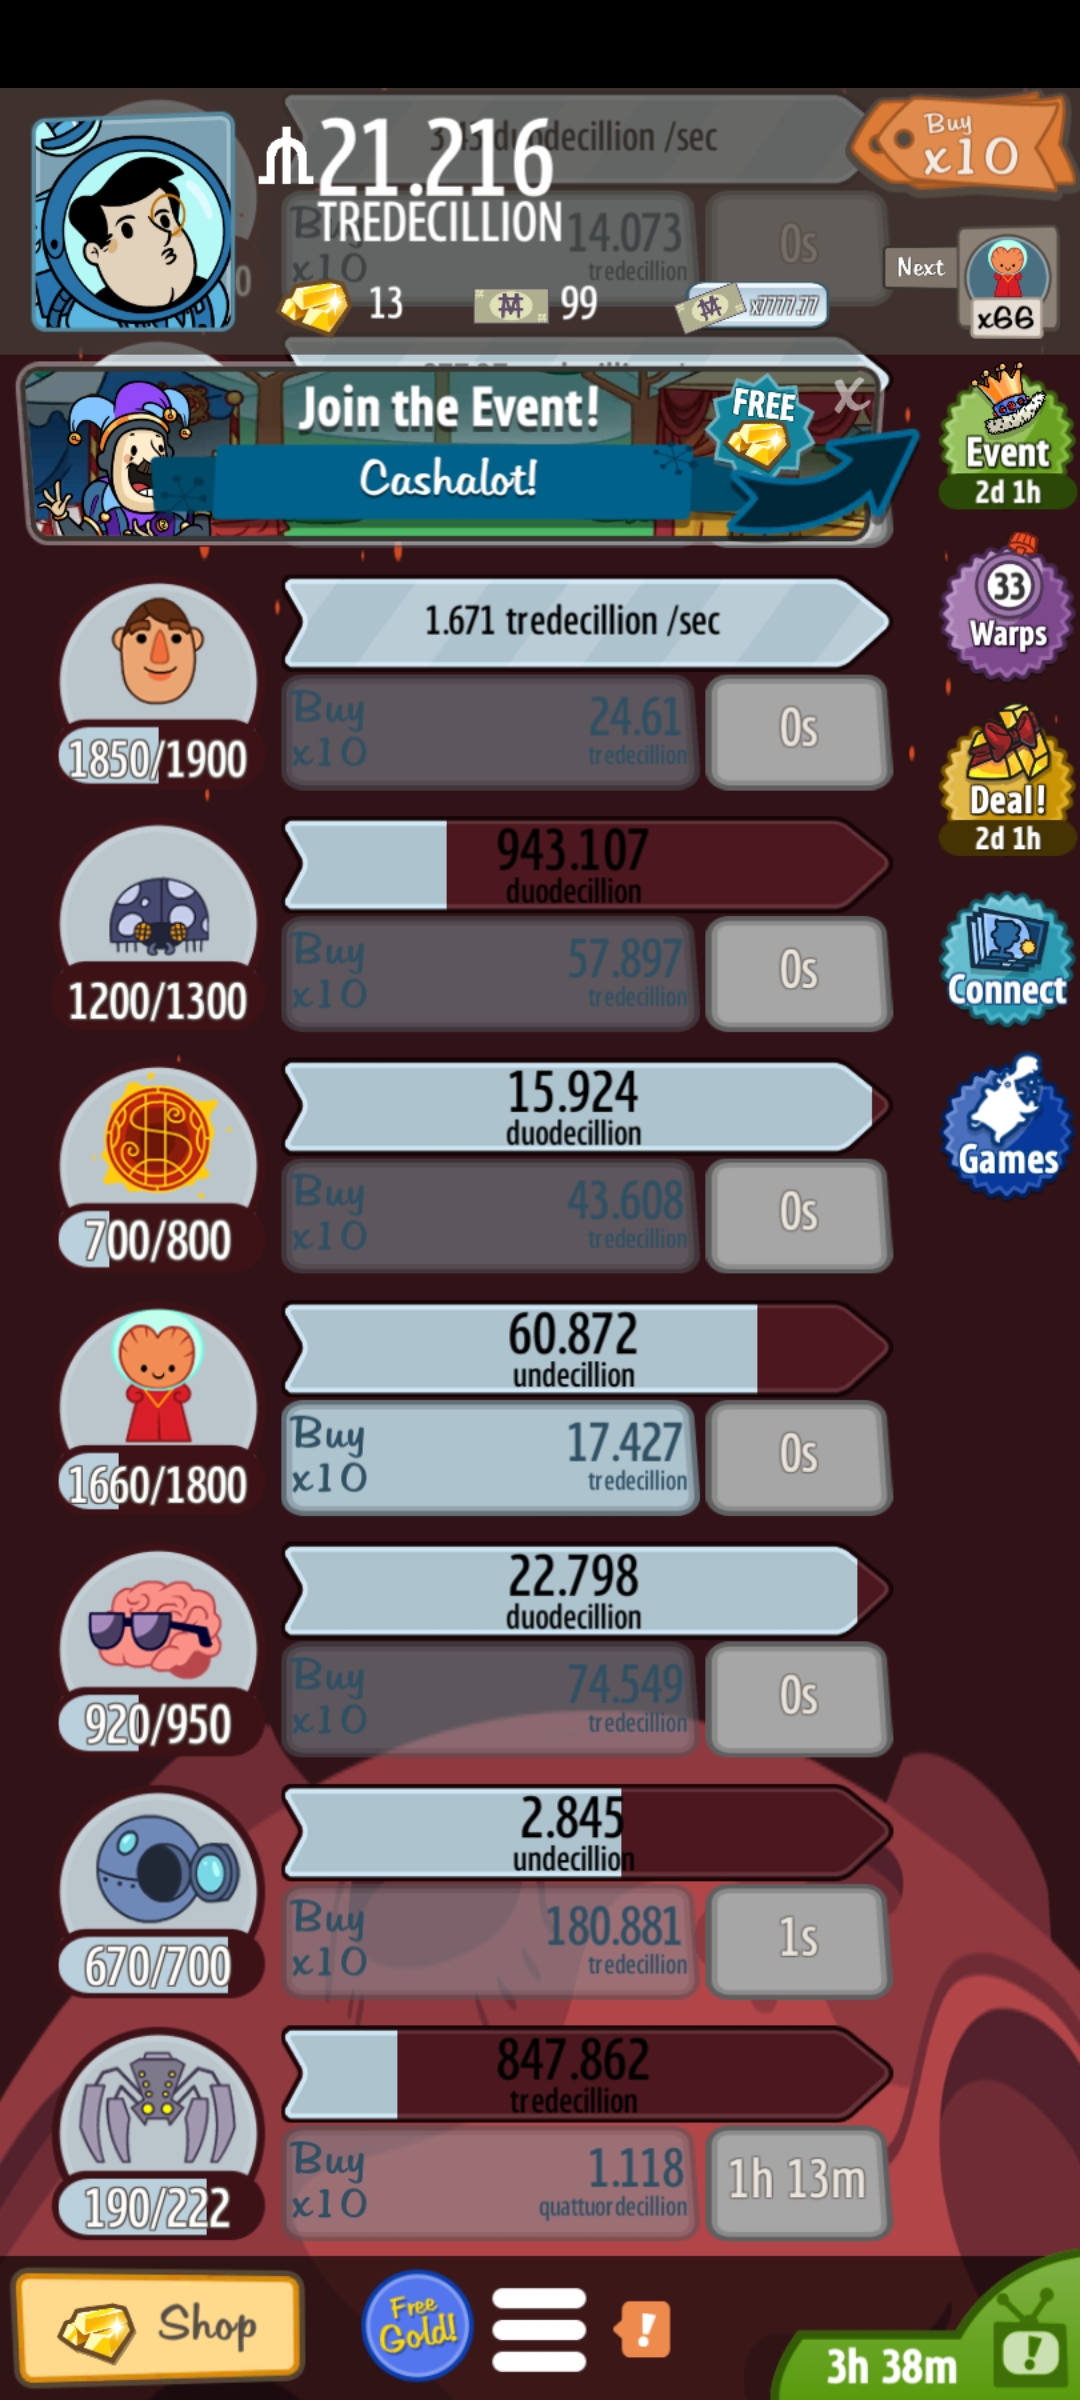 21.216
TREDECILLION
duodecillion /sec
Buy
x10
Buy
x10
14.073
tredecillion
0s
13
99
x7777.77
Next
x66
Join the Event!
Cashalot!
FREE
X
Event
2d 1h
1.671 tredecillion /sec
Buy
x10
24.61
tredecillion
0s
1850/1900
33
Warps
Deal!
2d 1h
943.107
duodecillion
Buy
x10
57.897
tredecillion
0s
1200/1300
Connect
15.924
duodecillion
Buy
x10
43.608
tredecillion
0s
700/800
Games
60.872
undecillion
Buy
x10
17.427
tredecillion
0s
1660/1800
22.798
duodecillion
Buy
x10
74.549
tredecillion
0s
920/950
2.845
undecillion
Buy
x10
180.881
tredecillion
1s
670/700
847.862
tredecillion
Buy
x10
1.118
quattuordecillion
1h 13m
190/222
Shop
Free
Gold!
!
3h 38m
!